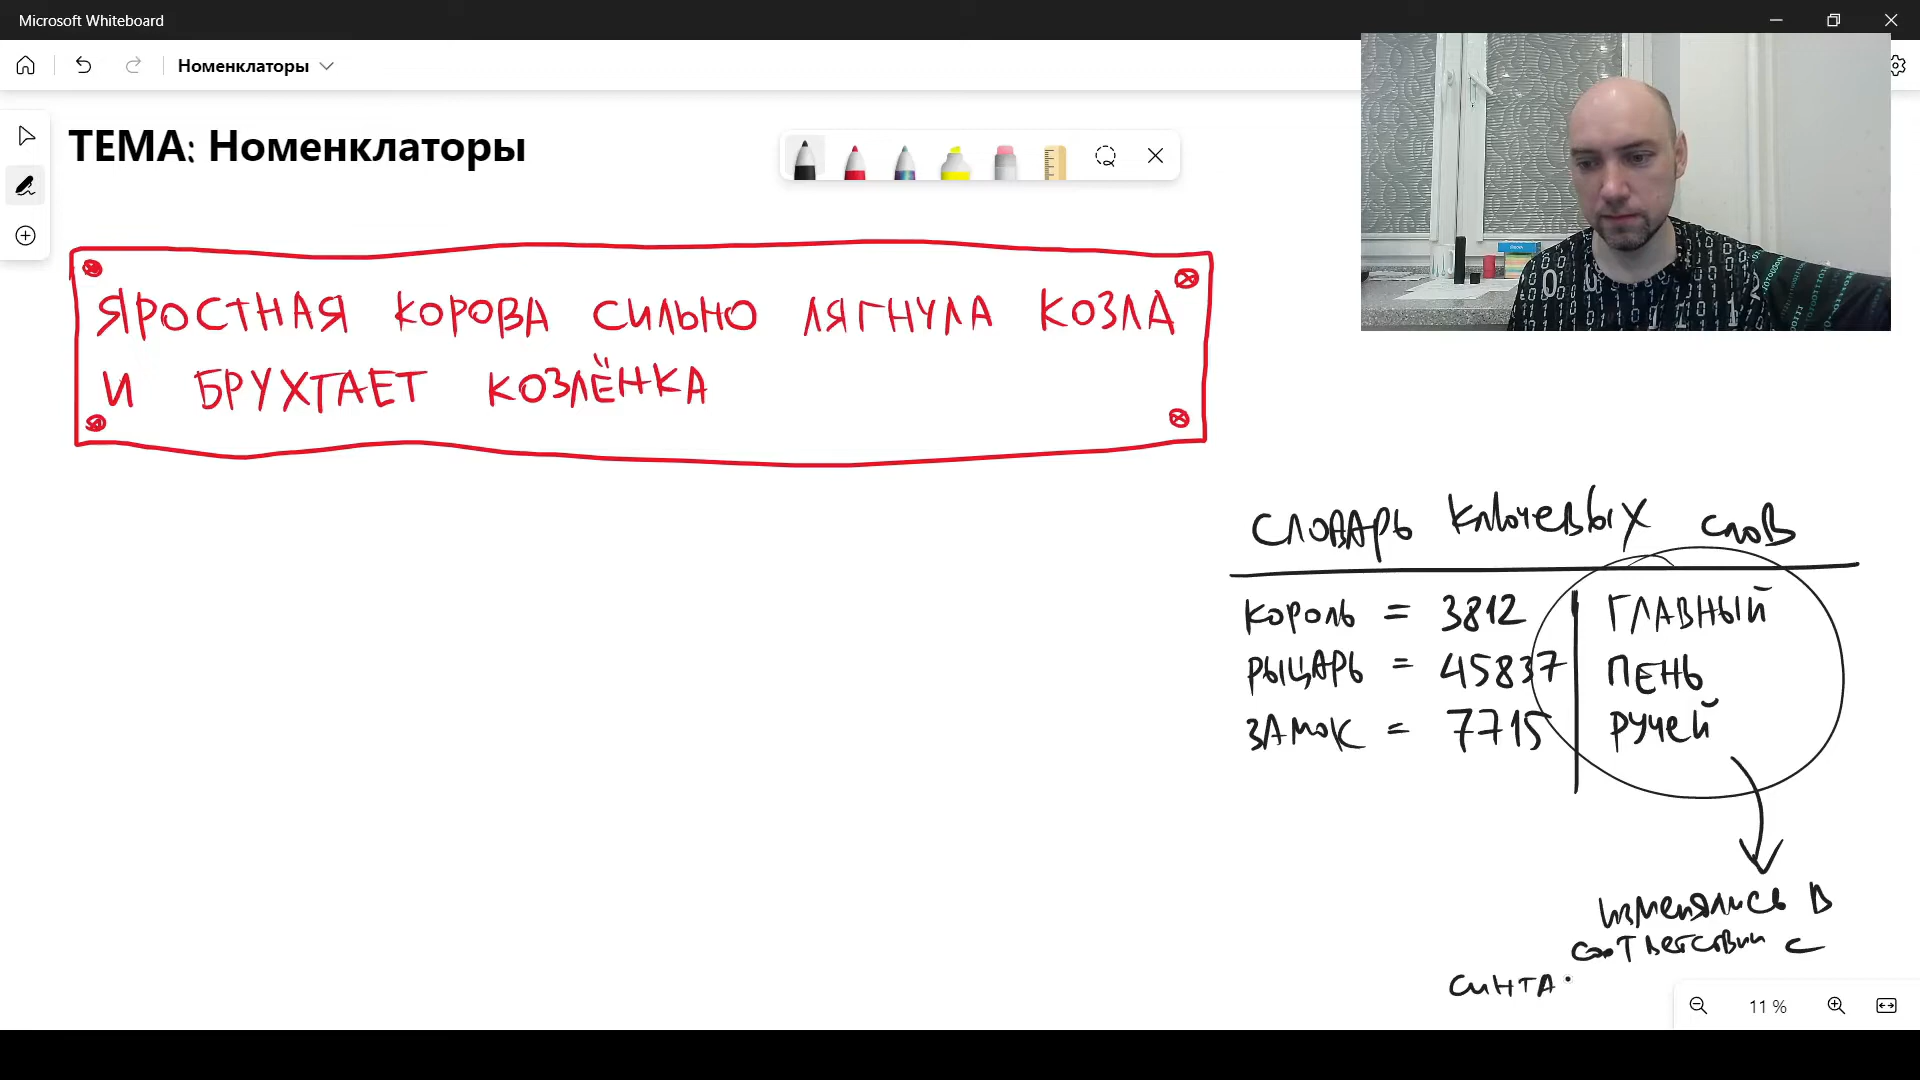 Microsoft Whiteboard
Номенклаторы
ТЕМА: Номенклаторы
ЯРОСТНАЯ КОРОВА СИЛЬНО ЛЯГНУЛА КОЗЛА
И БРУХТАЕТ КОЗЛЁНКА
СЛОВАРЬ КЛЮЧЕВЫХ СЛОВ
КОРОЛЬ = 3812 ГЛАВНЫЙ
РЫЦАРЬ = 45837 ПЕНЬ
ЗАМОК = 7715 РУЧЕЙ
изменялись в
соответствии с
СИНТА
11 %